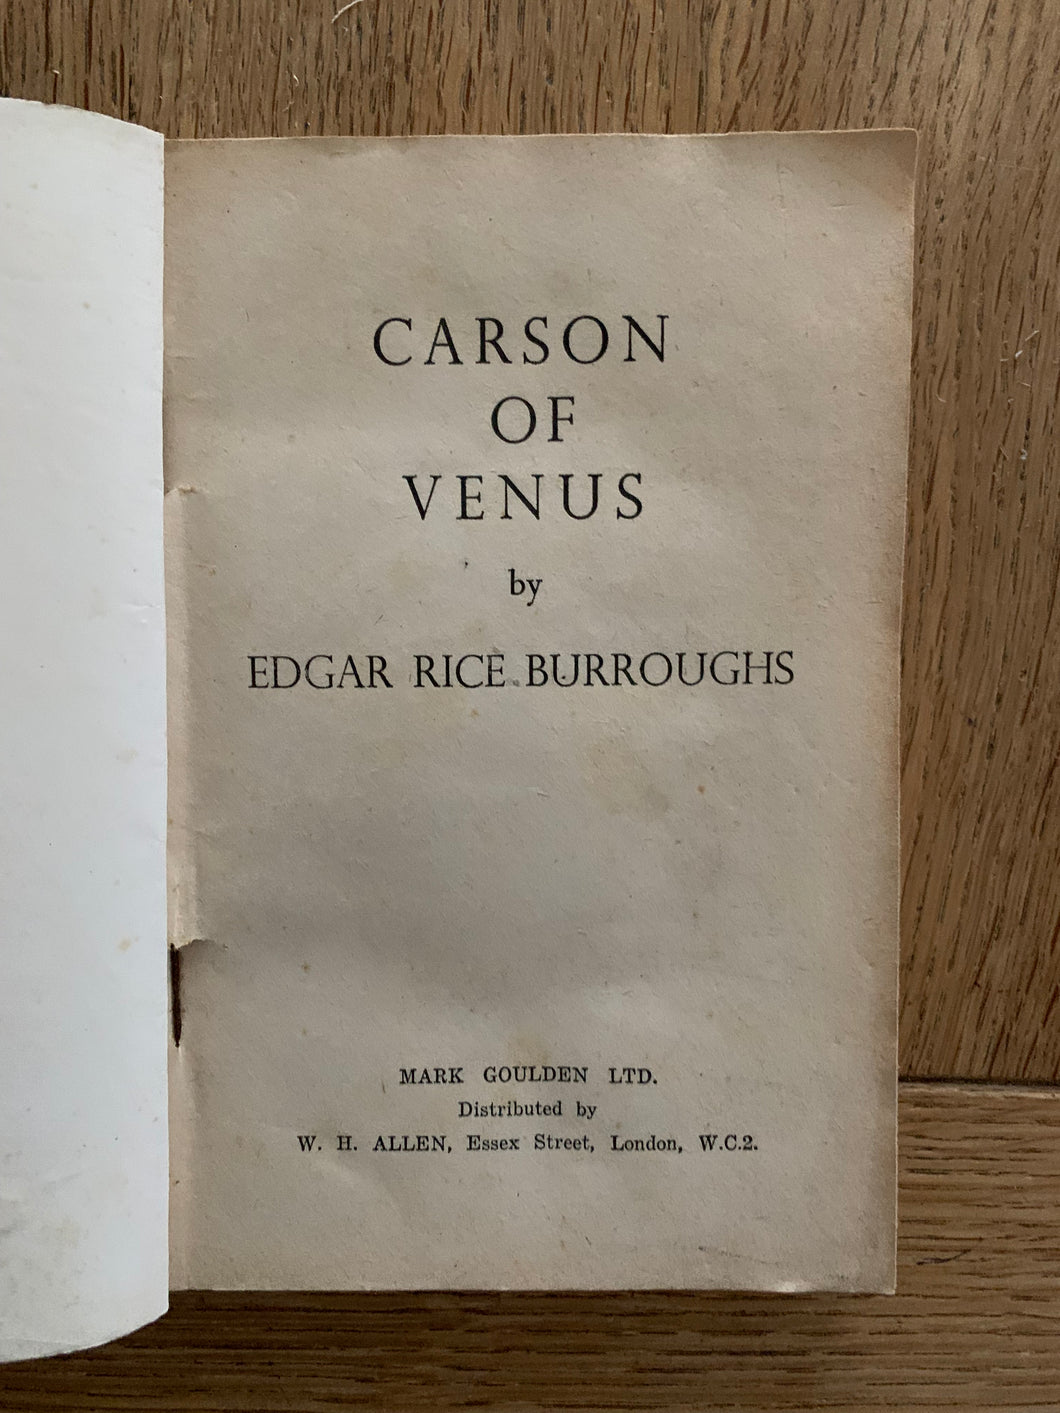 CARSON
OF
VENUS
by
EDGAR RICE BURROUGHS
MARK GOULDEN LTD.
Distributed by
W. H. ALLEN, Essex Street, London, W.C.2.